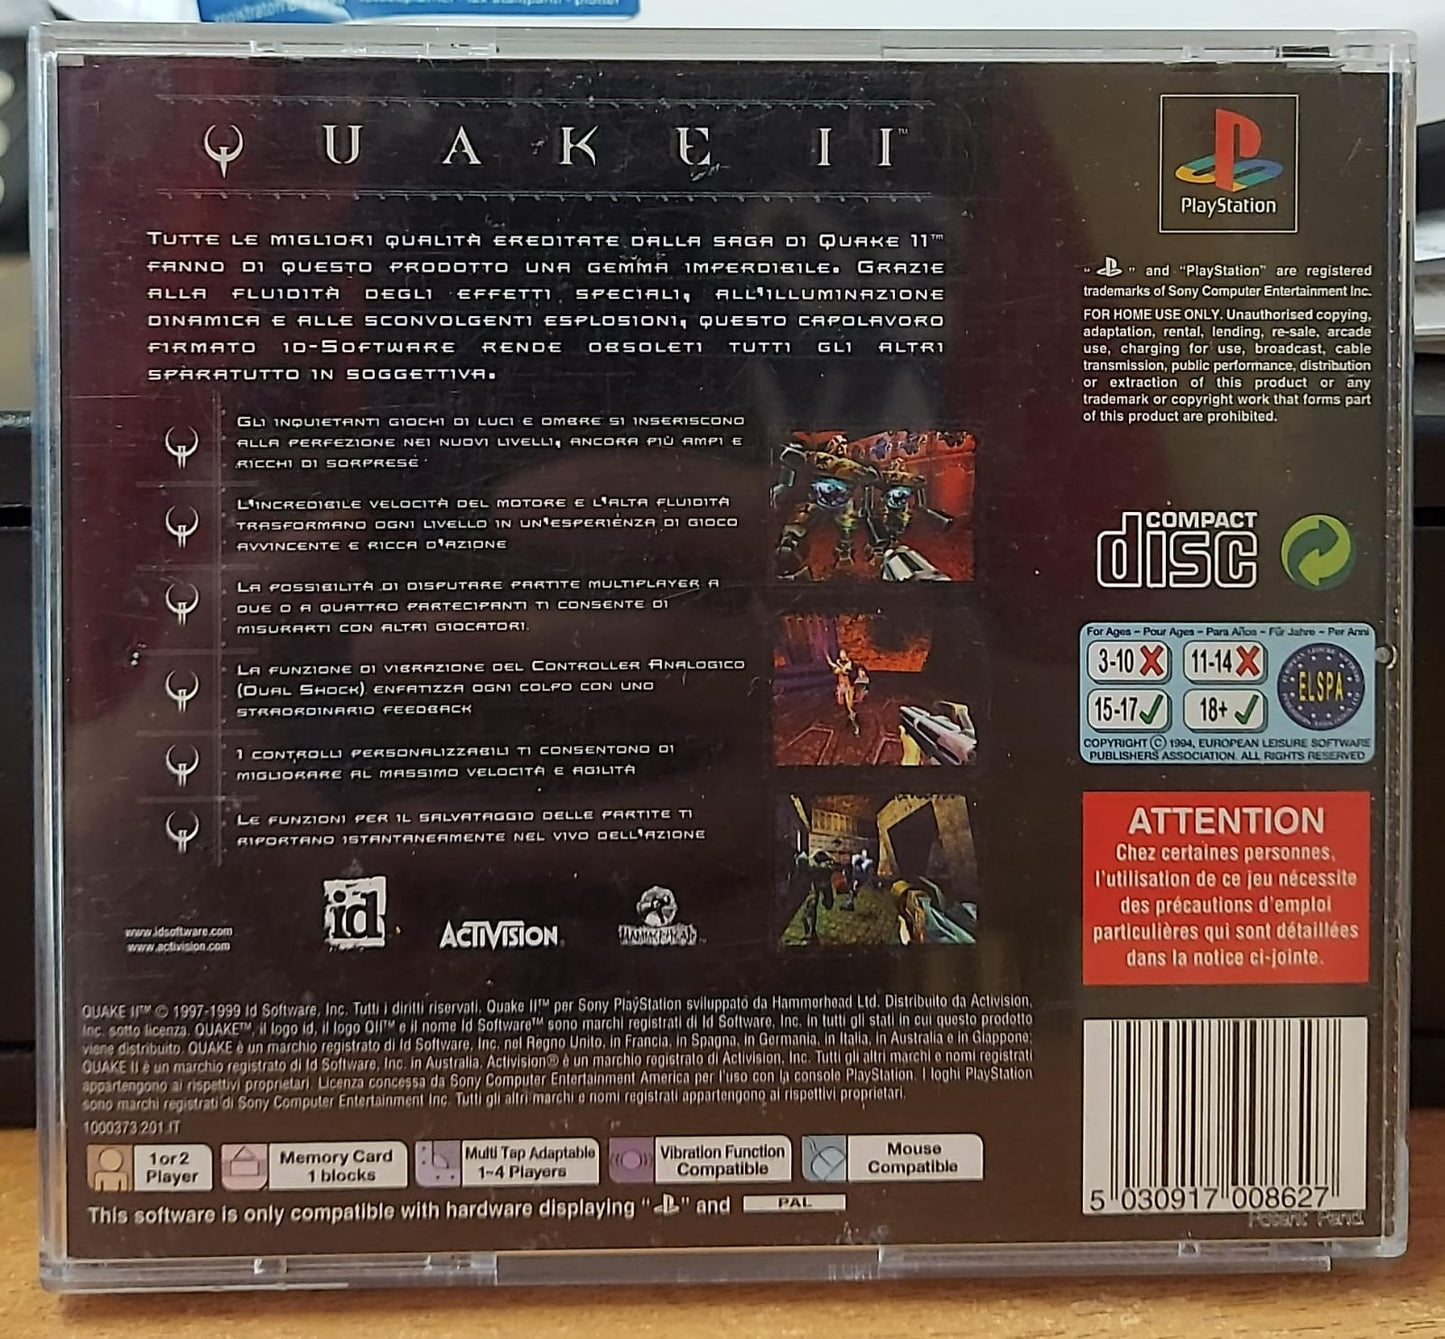 QUAKE II™
TUTTE LE MIGLIORI QUALITÀ EREDITATE DALLA SAGA DI QUAKE II™
FANNO DI QUESTO PRODOTTO UNA GEMMA IMPERDIBILE. GRAZIE
ALLA FLUIDITÀ DEGLI EFFETTI SPECIALI, ALL'ILLUMINAZIONE
DINAMICA E ALLE SCONVOLGENTI ESPLOSIONI, QUESTO CAPOLAVORO
FIRMATO ID-SOFTWARE RENDE OBSOLETI TUTTI GLI ALTRI
SPARATUTTO IN SOGGETTIVA.
GLI INQUIETANTI GIOCHI DI LUCI E OMBRE SI INSERISCONO
ALLA PERFEZIONE NEI NUOVI LIVELLI, ANCORA PIÙ AMPI E
RICCHI DI SORPRESE
L'INCREDIBILE VELOCITÀ DEL MOTORE E L'ALTA FLUIDITÀ
TRASFORMANO OGNI LIVELLO IN UN'ESPERIENZA DI GIOCO
AVVINCENTE E RICCA D'AZIONE
LA POSSIBILITÀ DI DISPUTARE PARTITE MULTIPLAYER A
DUE O A QUATTRO PARTECIPANTI TI CONSENTE DI
MISURARTI CON ALTRI GIOCATORI.
LA FUNZIONE DI VIBRAZIONE DEL CONTROLLER ANALOGICO
(DUAL SHOCK) ENFATIZZA OGNI COLPO CON UNO
STRAORDINARIO FEEDBACK
I CONTROLLI PERSONALIZZABILI TI CONSENTONO DI
MIGLIORARE AL MASSIMO VELOCITÀ E AGILITÀ
LE FUNZIONI PER IL SALVATAGGIO DELLE PARTITE TI
RIPORTANO ISTANTANEAMENTE NEL VIVO DELL'AZIONE
www.idsoftware.com
www.activision.com
id
ACTIVISION.
HAMMERHEAD™
QUAKE II™ © 1997-1999 Id Software, Inc. Tutti i diritti riservati. Quake II™ per Sony PlayStation sviluppato da Hammerhead Ltd. Distribuito da Activision,
Inc. sotto licenza. QUAKE™, il logo id, il logo QII™ e il nome Id Software™ sono marchi registrati di Id Software, Inc. in tutti gli stati in cui questo prodotto
viene distribuito. QUAKE è un marchio registrato di Id Software, Inc. nel Regno Unito, in Francia, in Spagna, in Germania, in Italia, in Australia e in Giappone;
QUAKE II è un marchio registrato di Id Software, Inc. in Australia. Activision® è un marchio registrato di Activision, Inc. Tutti gli altri marchi e nomi registrati
appartengono ai rispettivi proprietari. Licenza concessa da Sony Computer Entertainment America per l'uso con la console PlayStation. I loghi PlayStation
sono marchi registrati di Sony Computer Entertainment Inc. Tutti gli altri marchi e nomi registrati appartengono ai rispettivi proprietari.
1000373.201.IT
1 or 2
Player
Memory Card
1 blocks
Multi Tap Adaptable
1-4 Players
Vibration Function
Compatible
Mouse
Compatible
This software is only compatible with hardware displaying " " and PAL
PlayStation
" " and "PlayStation" are registered
trademarks of Sony Computer Entertainment Inc.
FOR HOME USE ONLY. Unauthorised copying,
adaptation, rental, lending, re-sale, arcade
use, charging for use, broadcast, cable
transmission, public performance, distribution
or extraction of this product or any
trademark or copyright work that forms part
of this product are prohibited.
COMPACT
disc
For Ages – Pour Ages – Para Años – Für Jahre – Per Anni
3-10 11-14
15-17 18+
ELSPA
COPYRIGHT © 1994, EUROPEAN LEISURE SOFTWARE
PUBLISHERS ASSOCIATION. ALL RIGHTS RESERVED
ATTENTION
Chez certaines personnes,
l'utilisation de ce jeu nécessite
des précautions d'emploi
particulières qui sont détaillées
dans la notice ci-jointe.
5 030917 008627
Patent Pend.